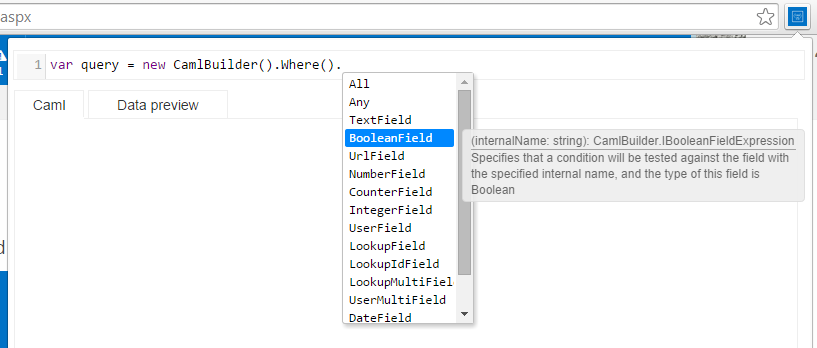 aspx
1 var query = new CamlBuilder().Where().
Caml Data preview
All
Any
TextField
BooleanField
(internalName: string): CamlBuilder.IBooleanFieldExpression
Specifies that a condition will be tested against the field with
the specified internal name, and the type of this field is
Boolean
UrlField
NumberField
CounterField
IntegerField
UserField
LookupField
LookupIdField
LookupMultiField
UserMultiField
DateField
d